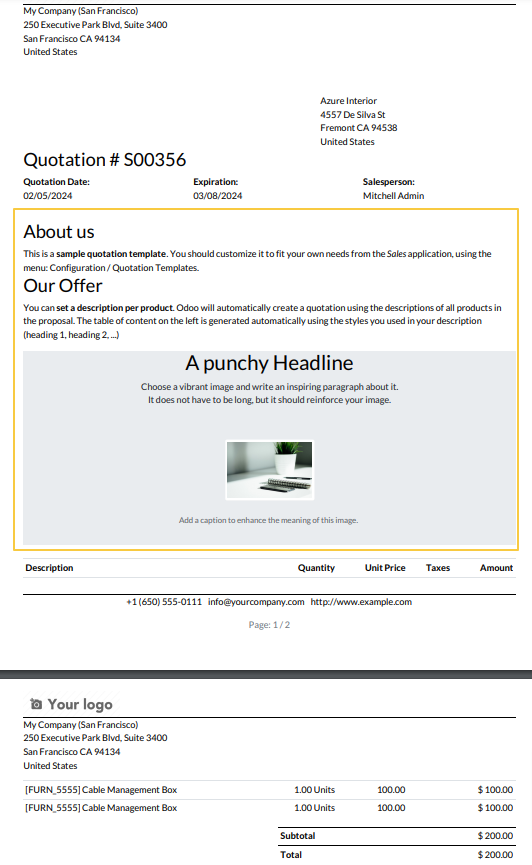 My Company (San Francisco)
250 Executive Park Blvd, Suite 3400
San Francisco CA 94134
United States
Azure Interior
4557 De Silva St
Fremont CA 94538
United States
Quotation # S00356
Quotation Date: Expiration: Salesperson:
02/05/2024 03/08/2024 Mitchell Admin
About us
This is a sample quotation template. You should customize it to fit your own needs from the Sales application, using the
menu: Configuration / Quotation Templates.
Our Offer
You can set a description per product. Odoo will automatically create a quotation using the descriptions of all products in
the proposal. The table of content on the left is generated automatically using the styles you used in your description
(heading 1, heading 2, ...)
A punchy Headline
Choose a vibrant image and write an inspiring paragraph about it.
It does not have to be long, but it should reinforce your image.
Add a caption to enhance the meaning of this image.
Description Quantity Unit Price Taxes Amount
+1 (650) 555-0111 info@yourcompany.com http://www.example.com
Page: 1 / 2
Your logo
My Company (San Francisco)
250 Executive Park Blvd, Suite 3400
San Francisco CA 94134
United States
[FURN_5555] Cable Management Box 1.00 Units 100.00 $ 100.00
[FURN_5555] Cable Management Box 1.00 Units 100.00 $ 100.00
Subtotal $ 200.00
Total $ 200.00